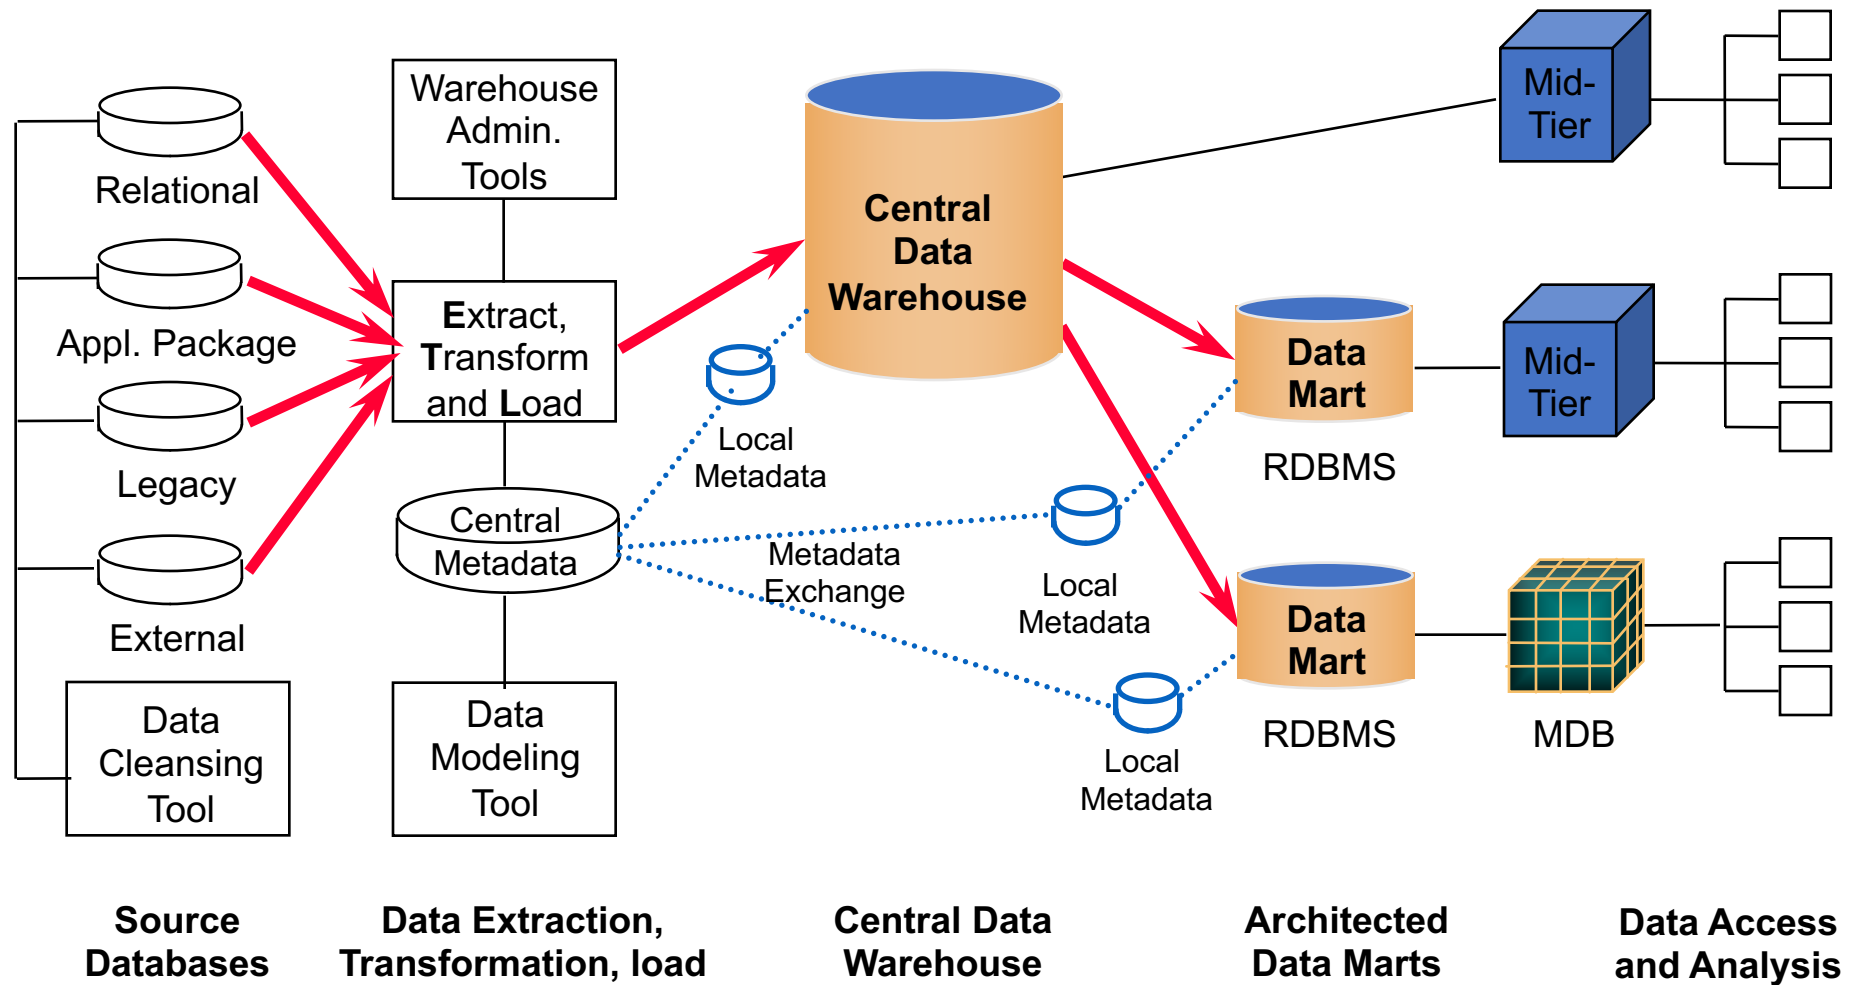 Relational
Appl. Package
Legacy
External
Data
Cleansing
Tool
Warehouse
Admin.
Tools
Extract,
Transform
and Load
Central
Metadata
Data
Modeling
Tool
Central
Data
Warehouse
Local
Metadata
Metadata
Exchange
Local
Metadata
Local
Metadata
Data
Mart
RDBMS
Data
Mart
RDBMS
Mid-
Tier
Mid-
Tier
MDB
Source
Databases
Data Extraction,
Transformation, load
Central Data
Warehouse
Architected
Data Marts
Data Access
and Analysis